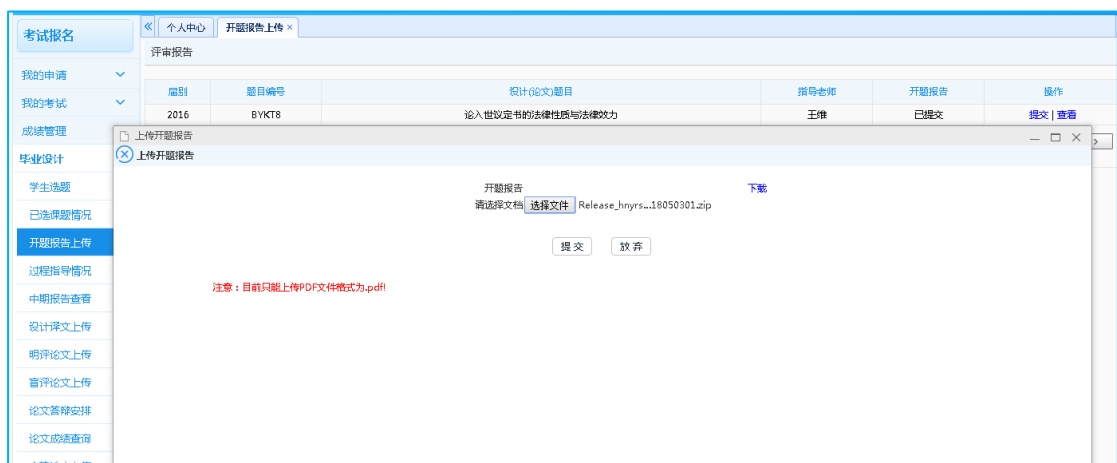 考试报名
我的申请
我的考试
成绩管理
毕业设计
学生选题
已选课题情况
开题报告上传
过程指导情况
中期报告查看
设计译文上传
明评论文上传
盲评论文上传
论文答辩安排
论文成绩查询
« 个人中心 开题报告上传 ×
评审报告
届别 题目编号 设计(论文)题目 指导老师 开题报告 操作
2016 BYKT8 论入世议定书的法律性质与法律效力 王维 已提交 提交 | 查看
上传开题报告
上传开题报告
开题报告 下载
请选择文档 选择文件 Release_hnyrs...18050301.zip
提 交 放 弃
注意：目前只能上传PDF文件格式为.pdf!